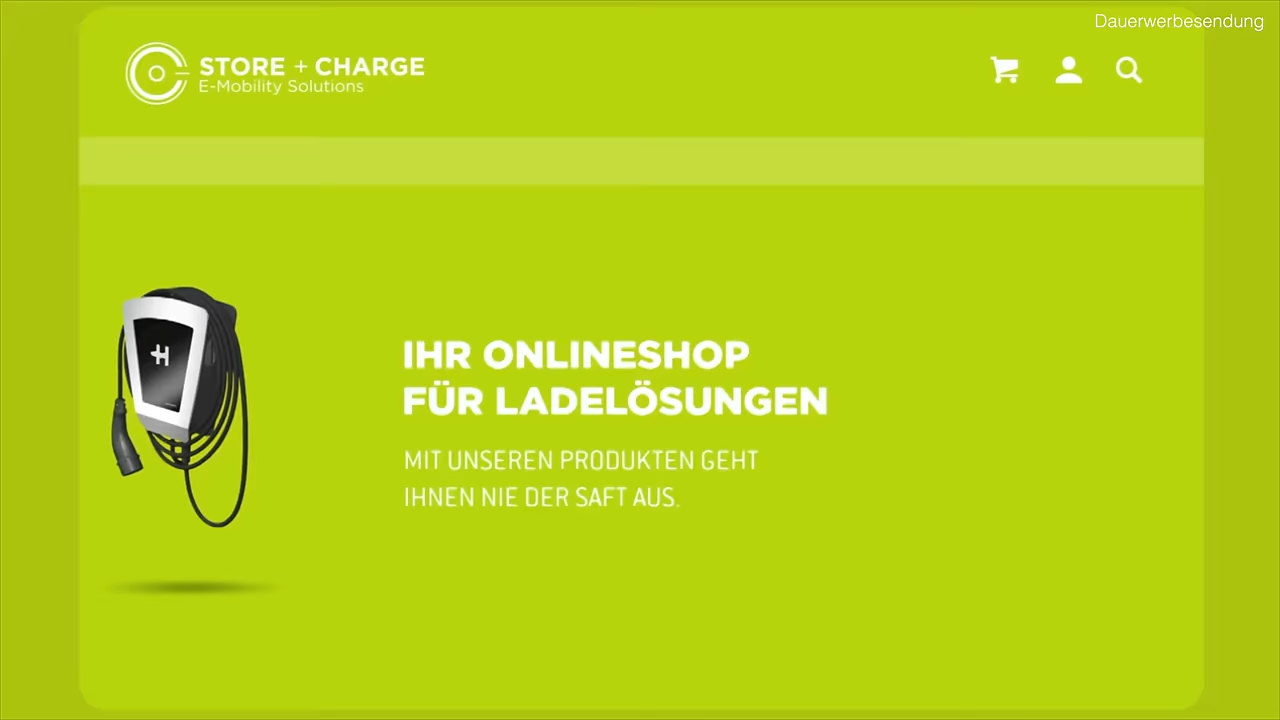 Dauerwerbesendung
STORE + CHARGE
E-Mobility Solutions
IHR ONLINESHOP
FÜR LADELÖSUNGEN
MIT UNSEREN PRODUKTEN GEHT
IHNEN NIE DER SAFT AUS.